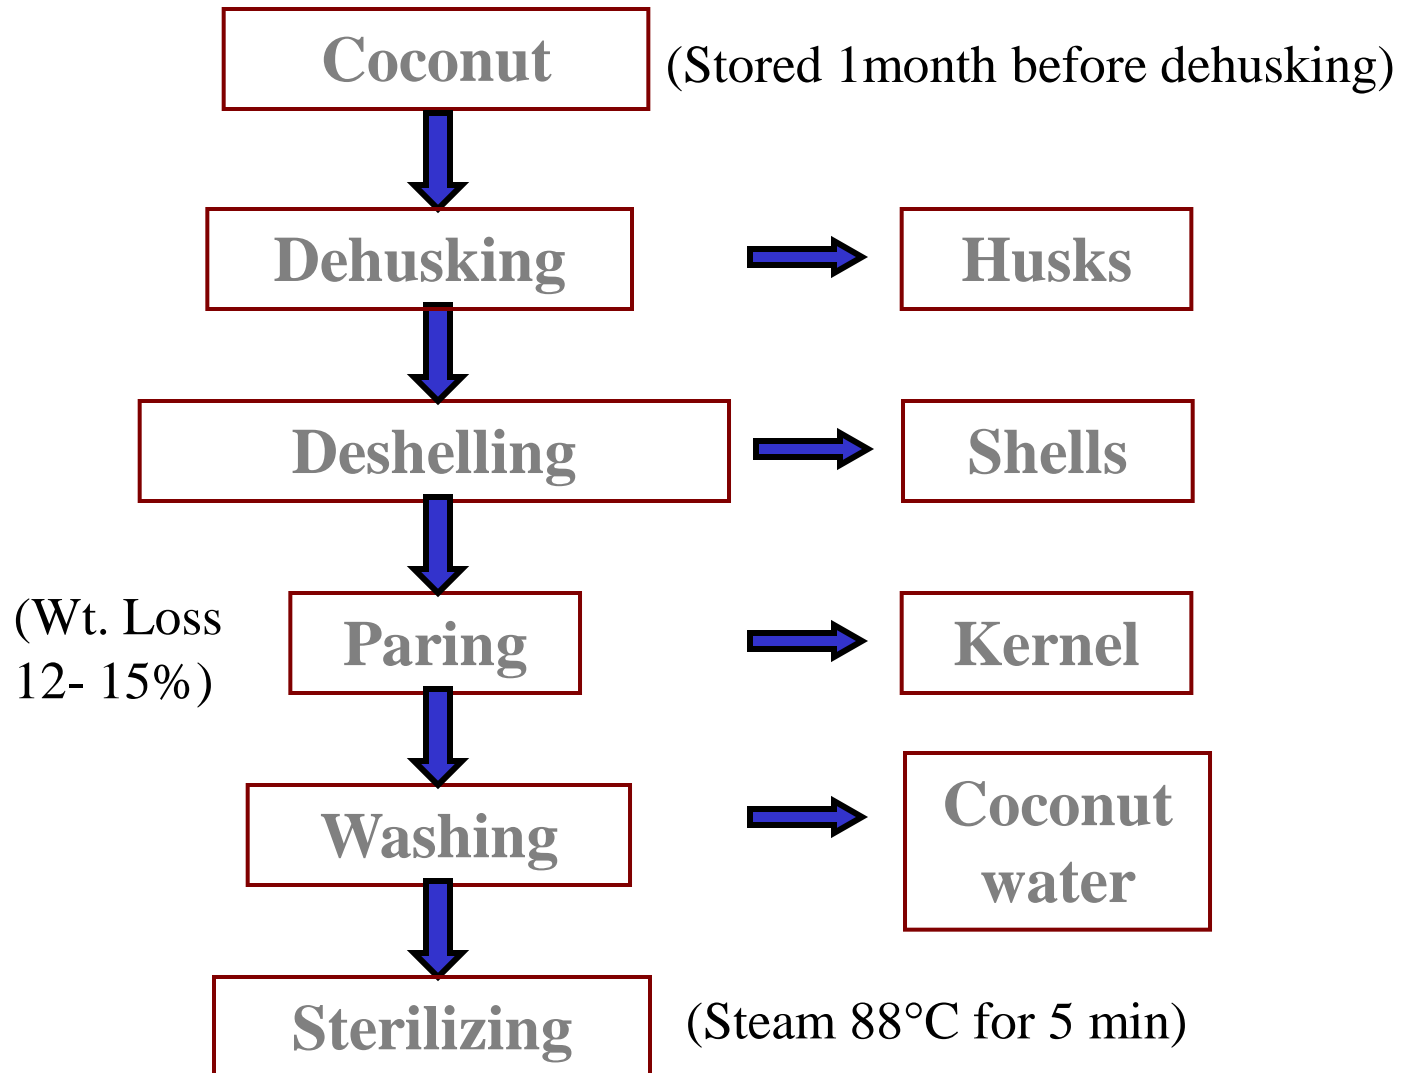 Coconut
(Stored 1month before dehusking)
Dehusking
Husks
Deshelling
Shells
(Wt. Loss
12- 15%)
Paring
Kernel
Washing
Coconut
water
Sterilizing
(Steam 88°C for 5 min)